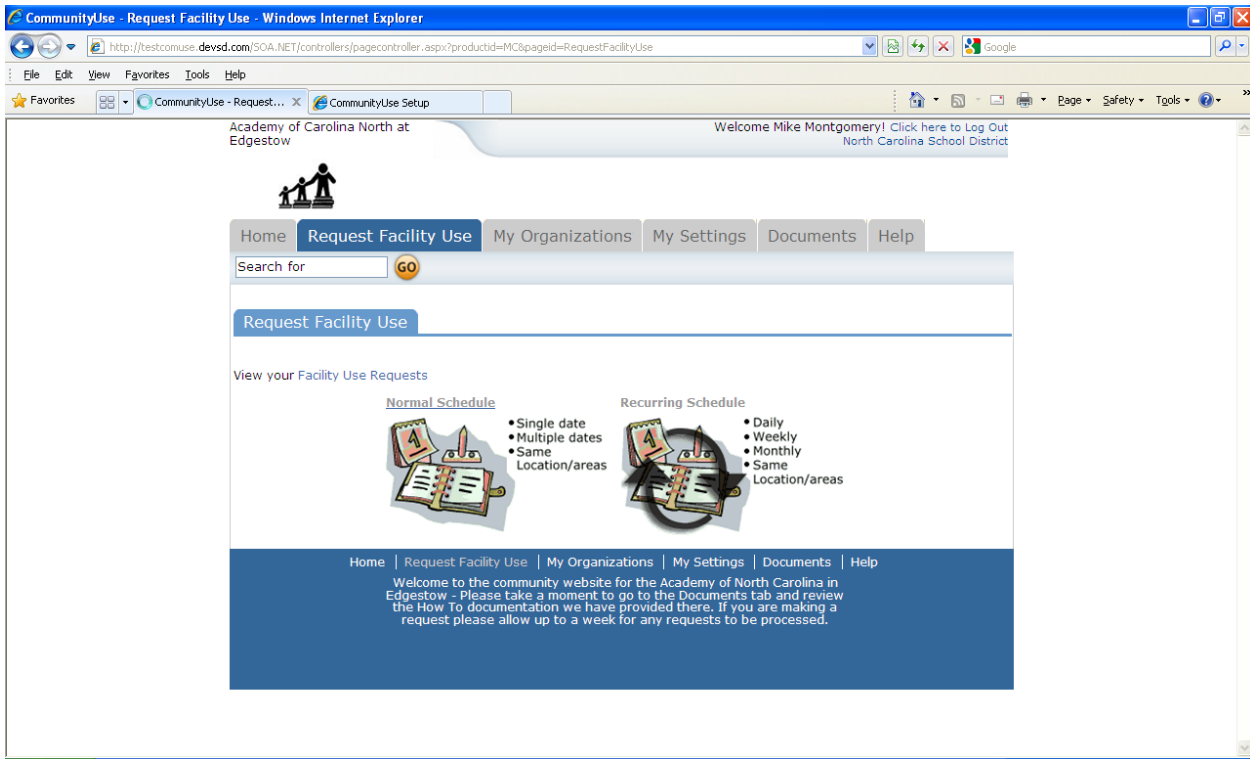 CommunityUse - Request Facility Use - Windows Internet Explorer
http://testcomuse.devsd.com/SOA.NET/controllers/pagecontroller.aspx?productid=MC&pageid=RequestFacilityUse
Google
File Edit View Favorites Tools Help
Favorites CommunityUse - Request... X CommunityUse Setup Page Safety Tools »
Academy of Carolina North at
Edgestow
Welcome Mike Montgomery! Click here to Log Out
North Carolina School District
Home Request Facility Use My Organizations My Settings Documents Help
Search for GO
Request Facility Use
View your Facility Use Requests
Normal Schedule
• Single date
• Multiple dates
• Same
Location/areas
Recurring Schedule
• Daily
• Weekly
• Monthly
• Same
Location/areas
Home | Request Facility Use | My Organizations | My Settings | Documents | Help
Welcome to the community website for the Academy of North Carolina in
Edgestow - Please take a moment to go to the Documents tab and review
the How To documentation we have provided there. If you are making a
request please allow up to a week for any requests to be processed.